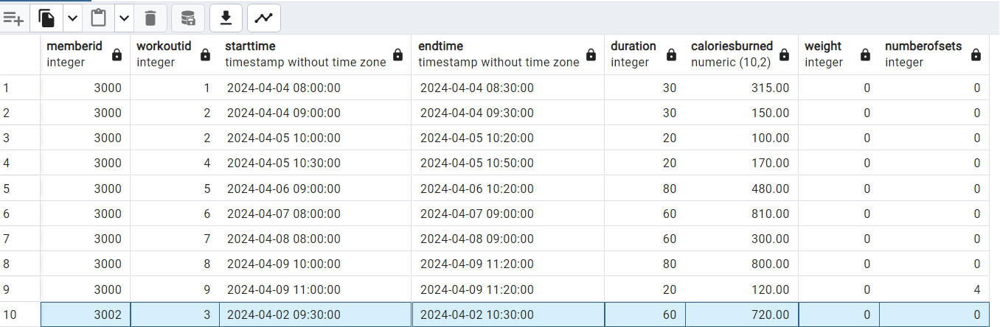 memberid workoutid starttime endtime duration caloriesburned weight numberofsets
integer integer timestamp without time zone timestamp without time zone integer numeric (10,2) integer integer
1 3000 1 2024-04-04 08:00:00 2024-04-04 08:30:00 30 315.00 0 0
2 3000 2 2024-04-04 09:00:00 2024-04-04 09:30:00 30 150.00 0 0
3 3000 2 2024-04-05 10:00:00 2024-04-05 10:20:00 20 100.00 0 0
4 3000 4 2024-04-05 10:30:00 2024-04-05 10:50:00 20 170.00 0 0
5 3000 5 2024-04-06 09:00:00 2024-04-06 10:20:00 80 480.00 0 0
6 3000 6 2024-04-07 08:00:00 2024-04-07 09:00:00 60 810.00 0 0
7 3000 7 2024-04-08 08:00:00 2024-04-08 09:00:00 60 300.00 0 0
8 3000 8 2024-04-09 10:00:00 2024-04-09 11:20:00 80 800.00 0 0
9 3000 9 2024-04-09 11:00:00 2024-04-09 11:20:00 20 120.00 0 4
10 3002 3 2024-04-02 09:30:00 2024-04-02 10:30:00 60 720.00 0 0